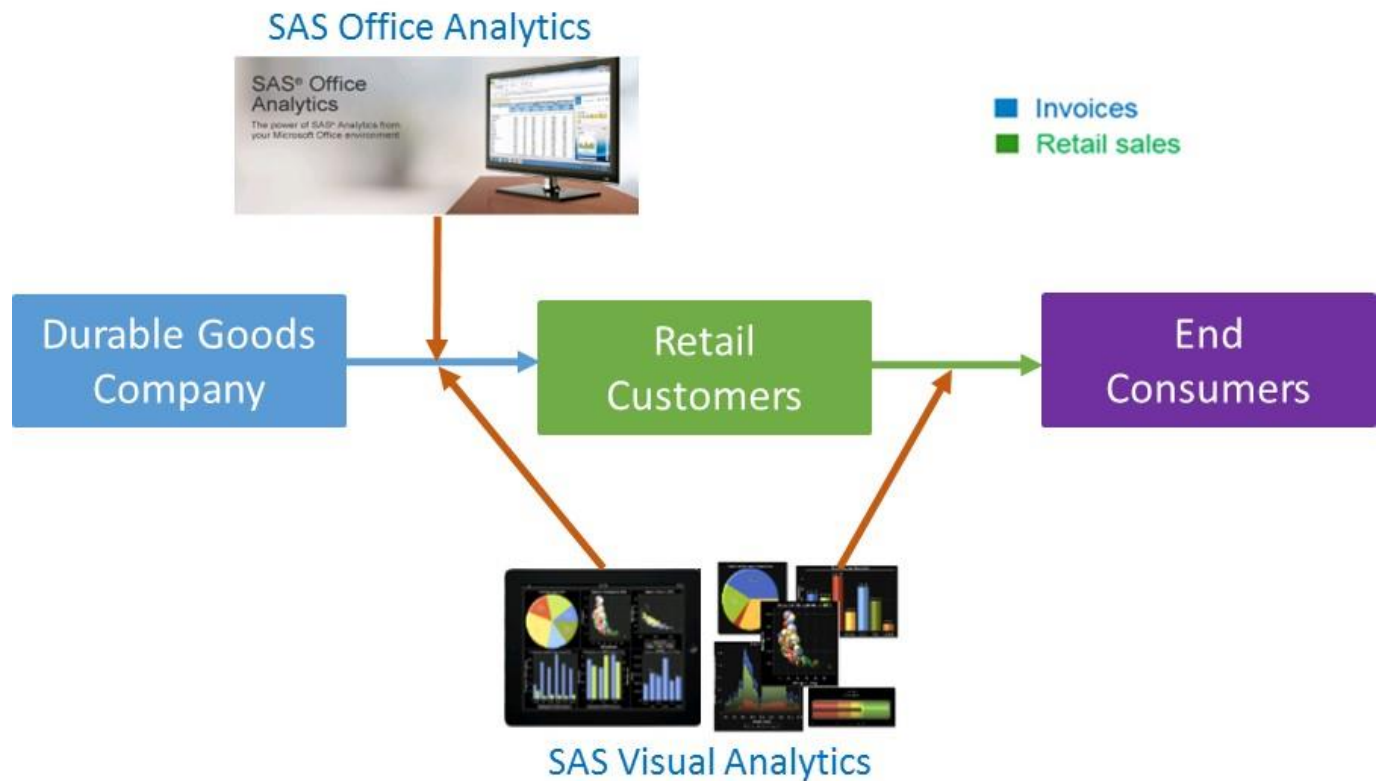 SAS Office Analytics
SAS® Office
Analytics
The power of SAS® Analytics from
your Microsoft Office environment
Invoices
Retail sales
Durable Goods
Company
Retail
Customers
End
Consumers
SAS Visual Analytics